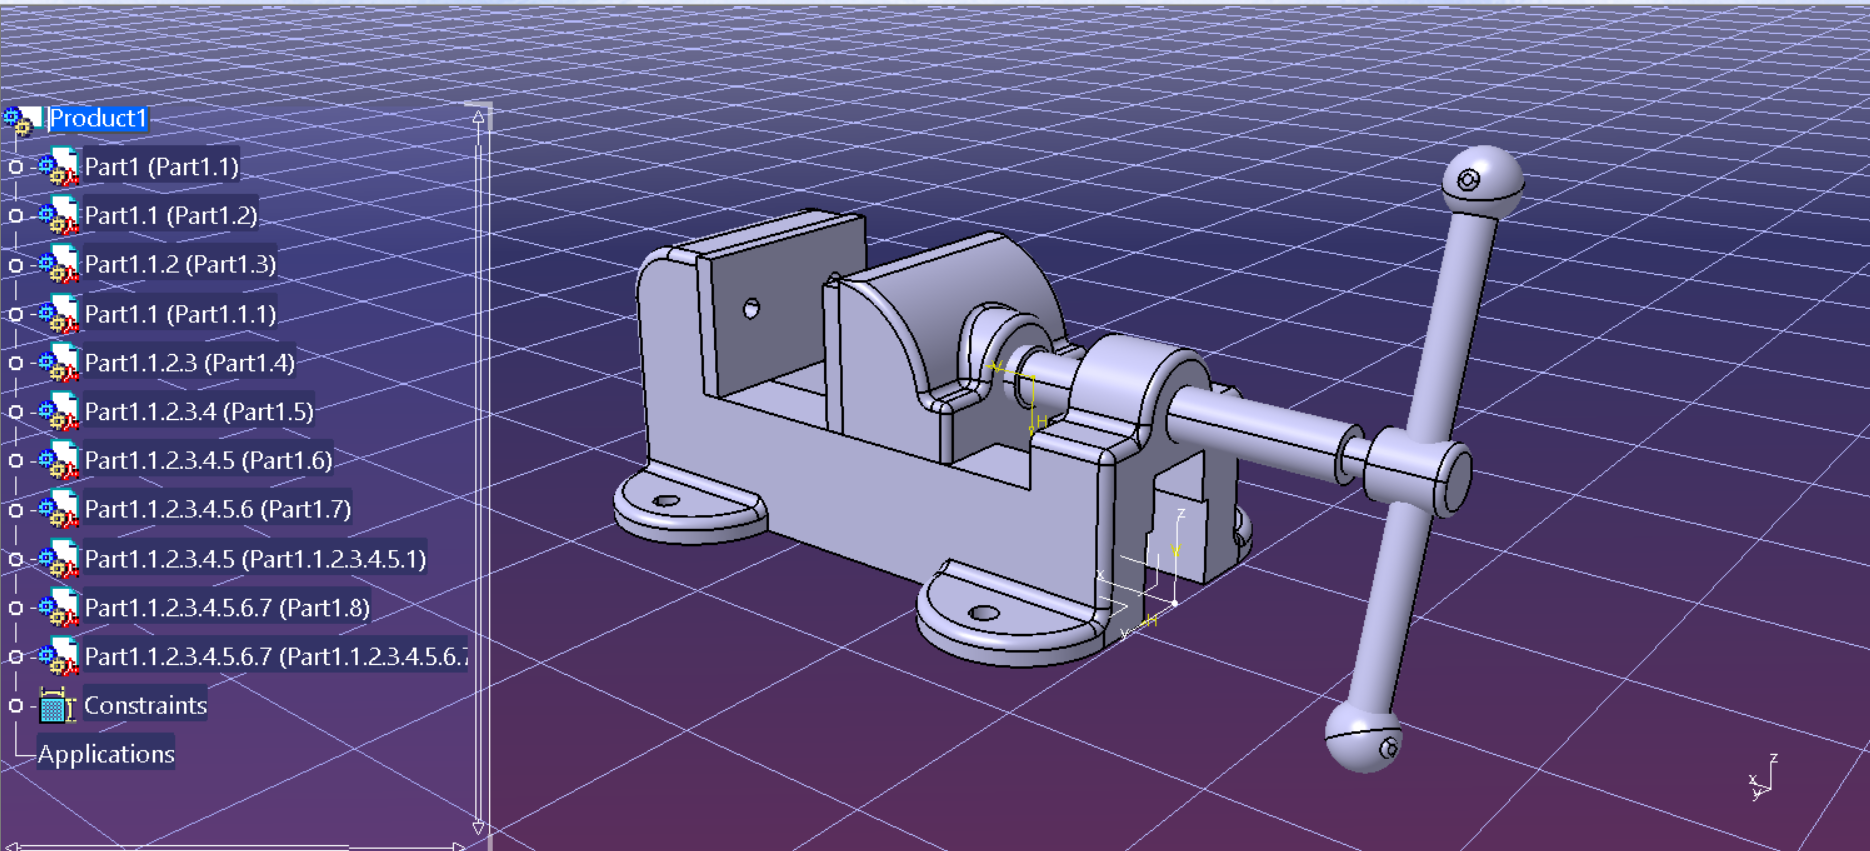 Product1
Part1 (Part1.1)
Part1.1 (Part1.2)
Part1.1.2 (Part1.3)
Part1.1 (Part1.1.1)
Part1.1.2.3 (Part1.4)
Part1.1.2.3.4 (Part1.5)
Part1.1.2.3.4.5 (Part1.6)
Part1.1.2.3.4.5.6 (Part1.7)
Part1.1.2.3.4.5 (Part1.1.2.3.4.5.1)
Part1.1.2.3.4.5.6.7 (Part1.8)
Part1.1.2.3.4.5.6.7 (Part1.1.2.3.4.5.6.7
Constraints
Applications
V
H
z
V
x
H
y
z
x
y